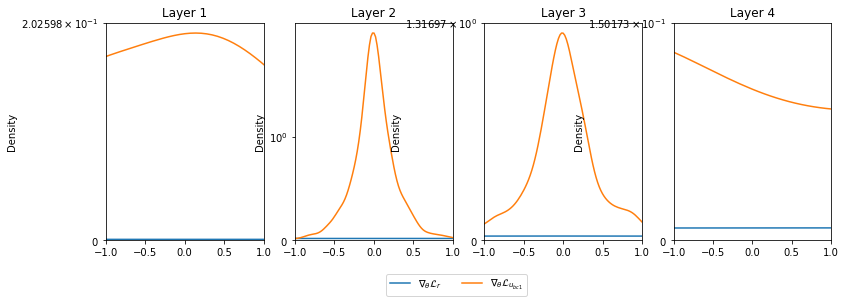 Layer 1
Layer 2
Layer 3
Layer 4
2.02598 × 10⁻¹
1.31697 × 10⁰
1.50173 × 10⁻¹
10⁰
Density
Density
Density
Density
0
0
0
0
−1.0 −0.5 0.0 0.5 1.0
−1.0 −0.5 0.0 0.5 1.0
−1.0 −0.5 0.0 0.5 1.0
−1.0 −0.5 0.0 0.5 1.0
∇θℒr
∇θℒu_bc1